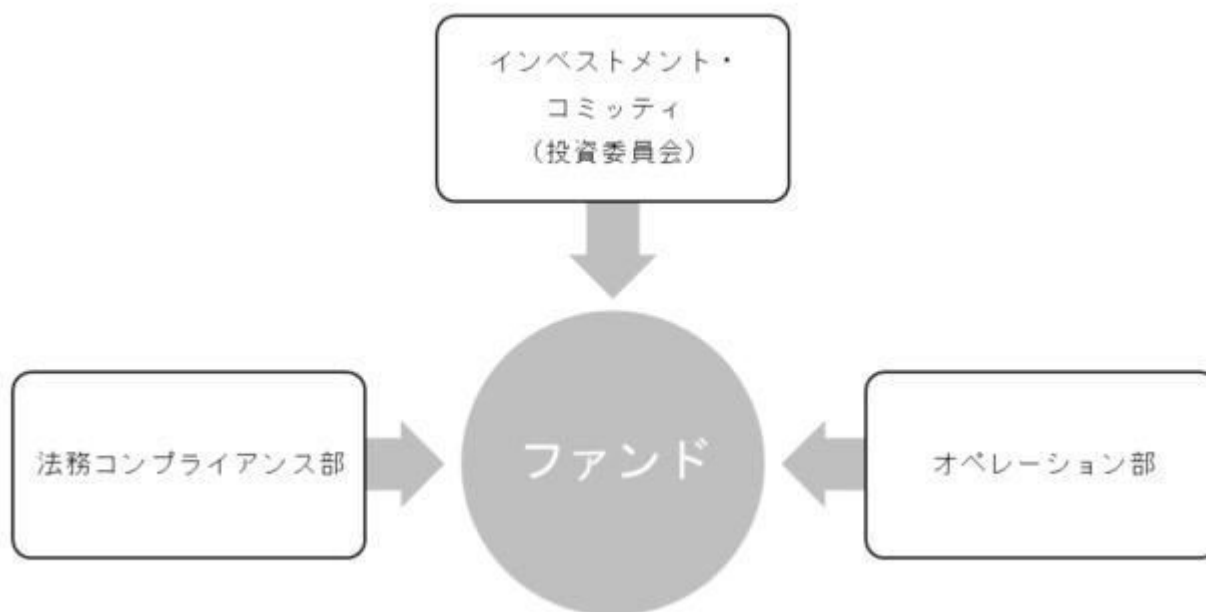 インベストメント・
コミッティ
（投資委員会）
法務コンプライアンス部
ファンド
オペレーション部